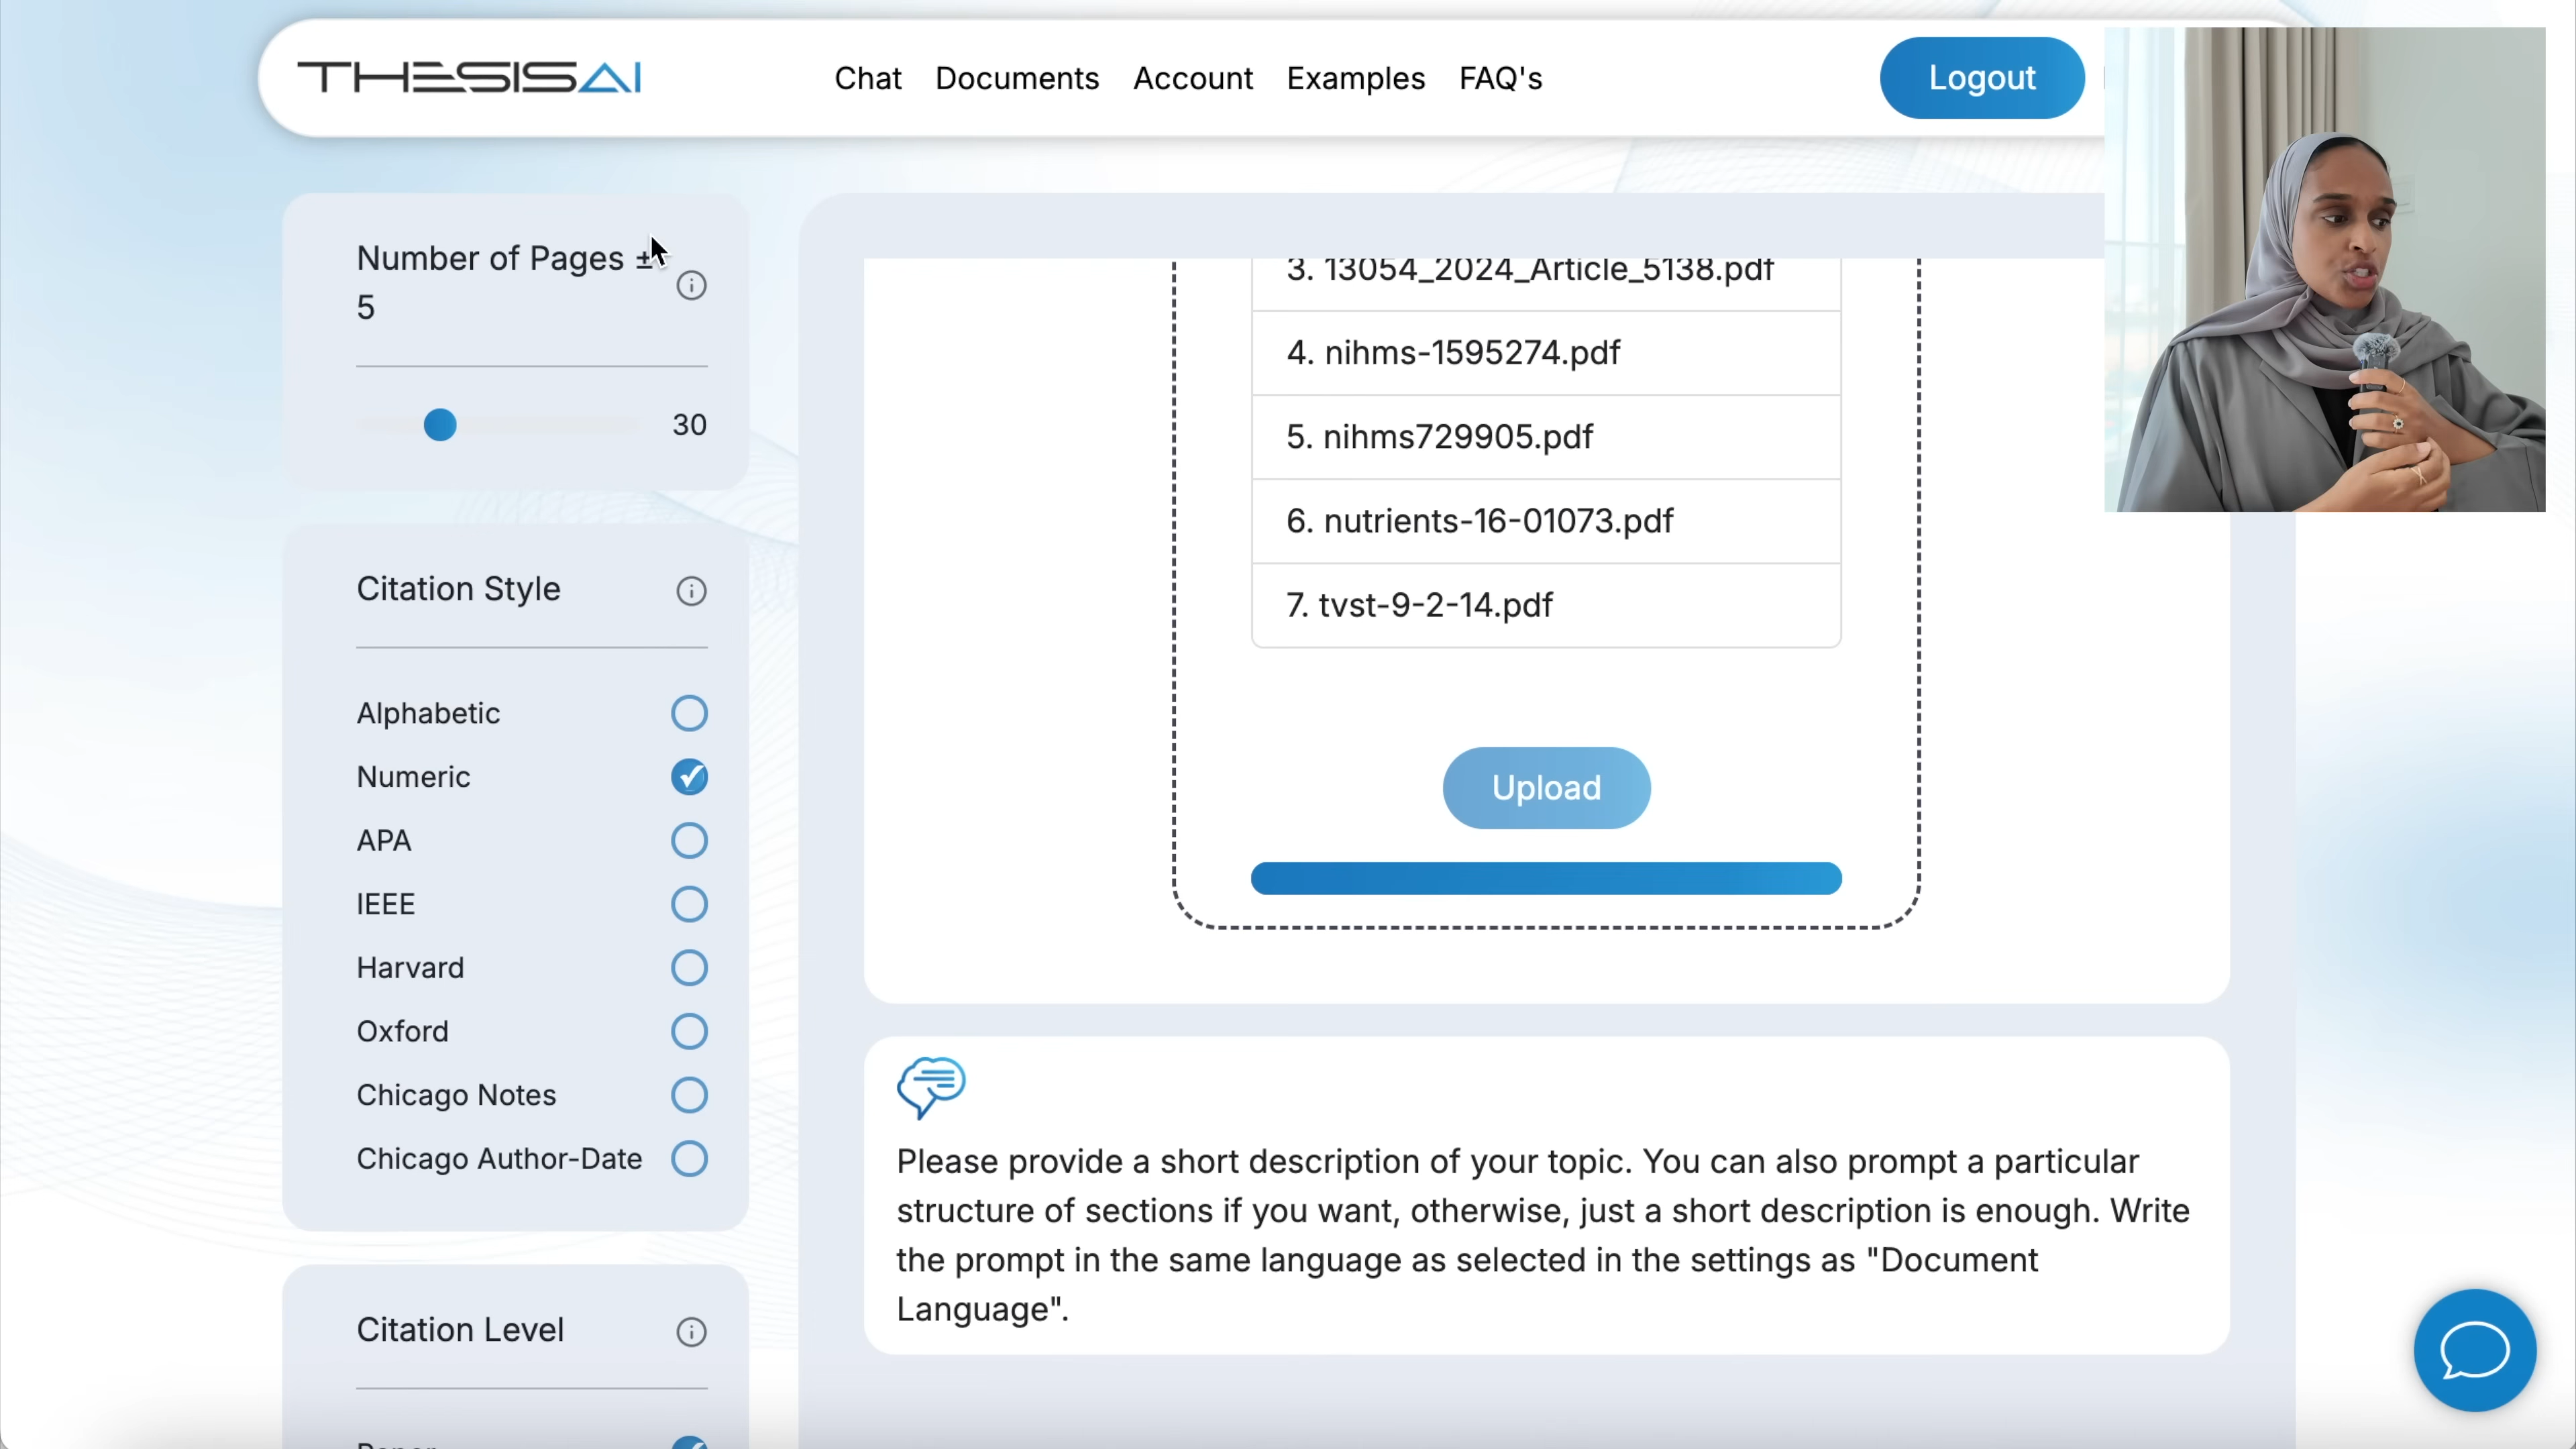 THESISAI
Chat Documents Account Examples FAQ's
Logout
Number of Pages ±
5
30
Citation Style
Alphabetic
Numeric
APA
IEEE
Harvard
Oxford
Chicago Notes
Chicago Author-Date
Citation Level
3. 13054_2024_Article_5138.pdf
4. nihms-1595274.pdf
5. nihms729905.pdf
6. nutrients-16-01073.pdf
7. tvst-9-2-14.pdf
Upload
Please provide a short description of your topic. You can also prompt a particular
structure of sections if you want, otherwise, just a short description is enough. Write
the prompt in the same language as selected in the settings as "Document
Language".